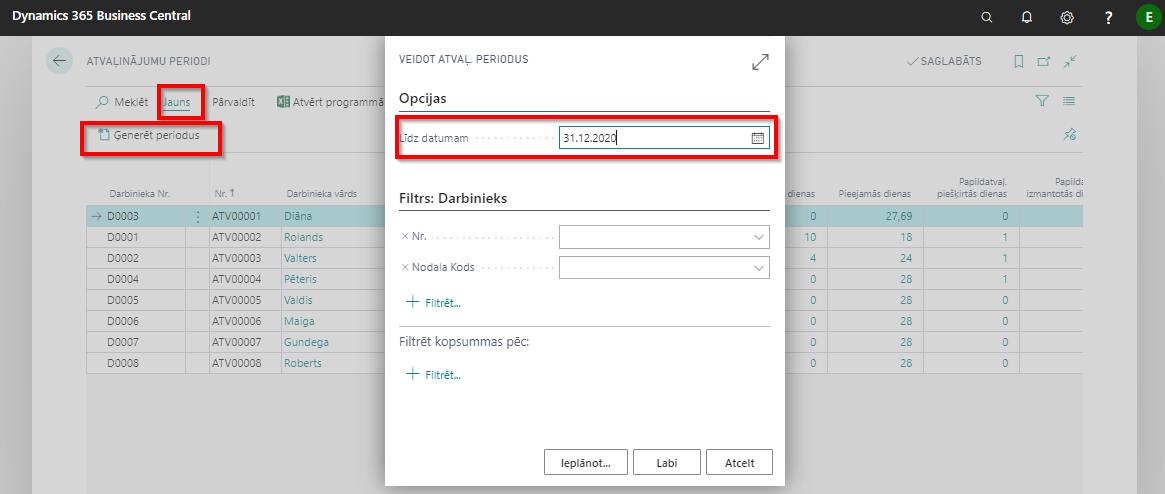 Dynamics 365 Business Central
?
E
ATVAĻINĀJUMU PERIODI
SAGLABĀTS
Meklēt Jauns Pārvaldīt Atvērt programmā
Ģenerēt periodus
VEIDOT ATVAĻ. PERIODUS
Opcijas
Līdz datumam 31.12.2020
Filtrs: Darbinieks
Nr.
Nodaļa Kods
Filtrēt...
Filtrēt kopsummas pēc:
Filtrēt...
Ieplānot... Labi Atcelt
Darbinieka Nr. Nr. ↑ Darbinieka vārds dienas Pieejamās dienas Papildatvaļ. piešķirtās dienas izmantotās dienas
D0003 ATV00001 Diāna 0 27,69 0
D0001 ATV00002 Rolands 10 18 1
D0002 ATV00003 Valters 4 24 1
D0004 ATV00004 Pēteris 0 28 1
D0005 ATV00005 Valdis 0 28 0
D0006 ATV00006 Maiga 0 28 0
D0007 ATV00007 Gundega 0 28 0
D0008 ATV00008 Roberts 0 28 0